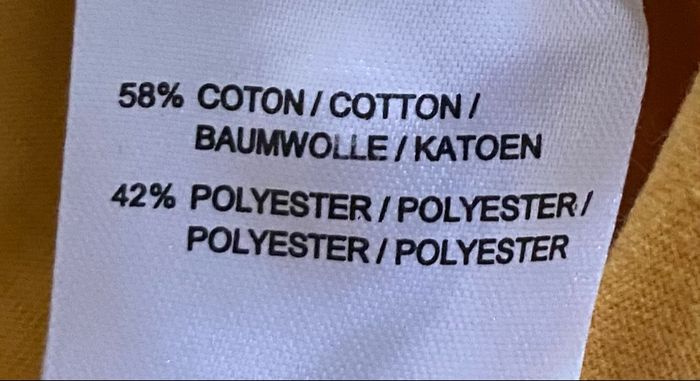 58% COTON / COTTON /
BAUMWOLLE / KATOEN
42% POLYESTER / POLYESTER /
POLYESTER / POLYESTER